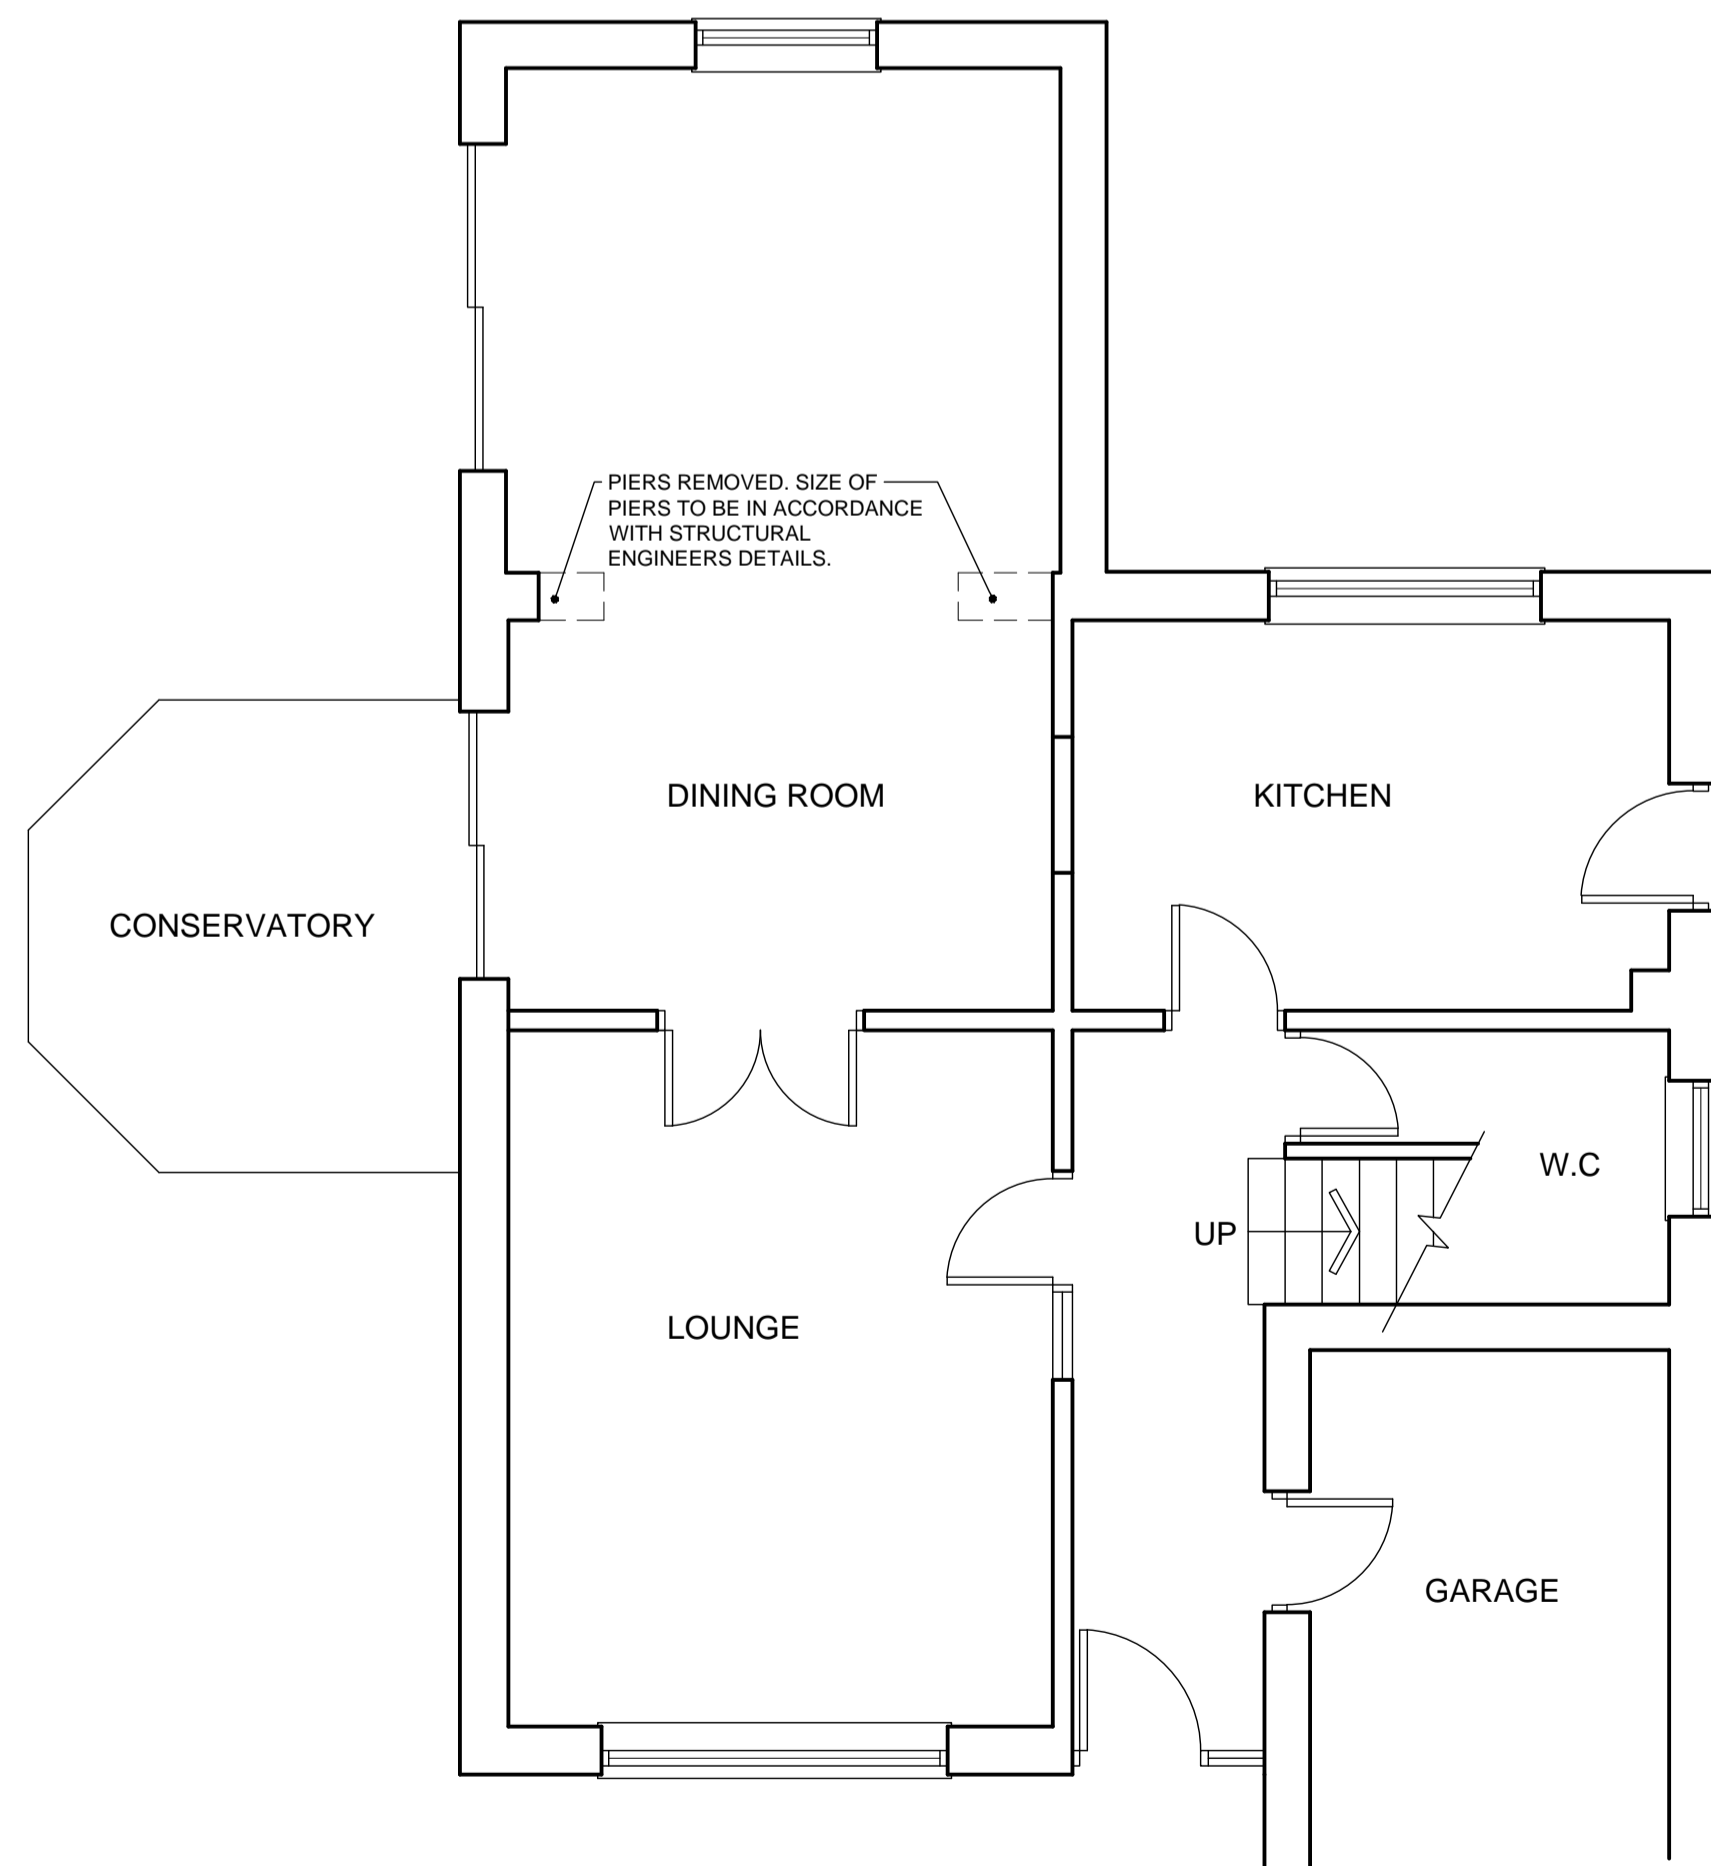 PIERS REMOVED. SIZE OF
PIERS TO BE IN ACCORDANCE
WITH STRUCTURAL
ENGINEERS DETAILS.
DINING ROOM
KITCHEN
CONSERVATORY
W.C
UP
LOUNGE
GARAGE